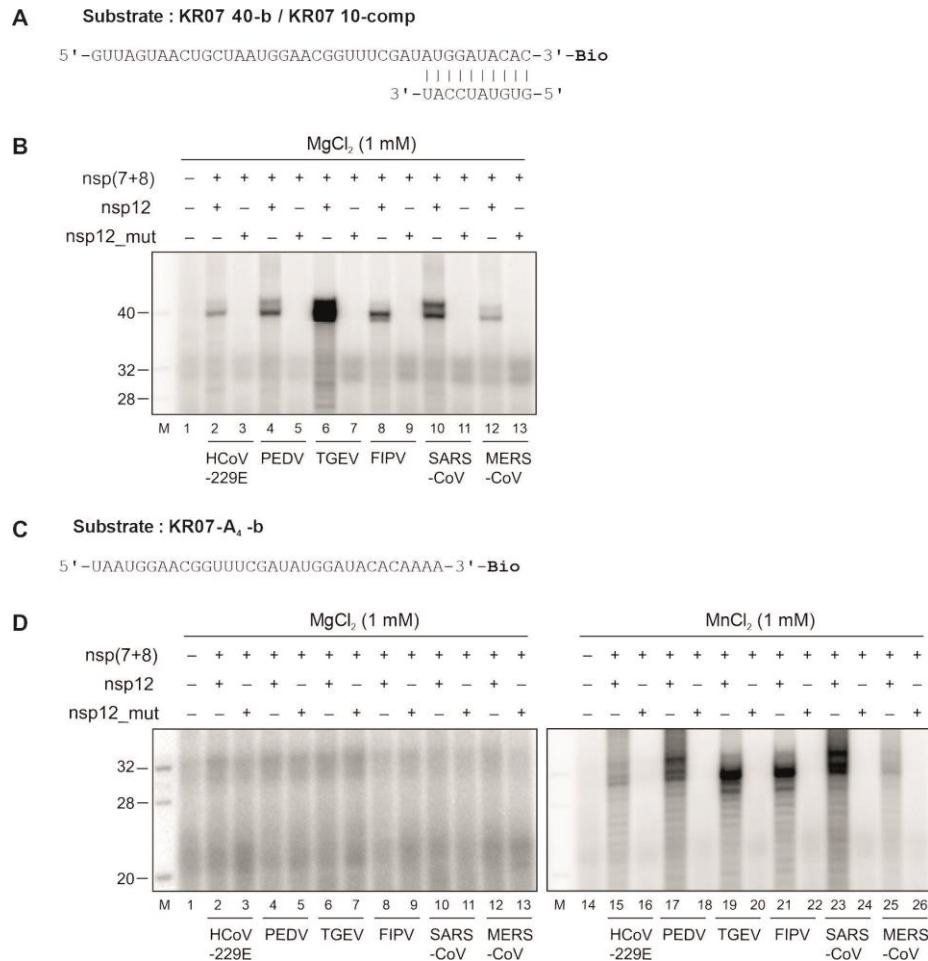 A Substrate : KR07 40-b / KR07 10-comp
5'-GUUAGUAACUGCUAAUGGAACGGUUUCGAUAUGGAUACAC-3'-Bio
| | | | | | | | | |
3'-UACCUAUGUG-5'
B
MgCl₂ (1 mM)
nsp(7+8) – + + + + + + + + + + + +
nsp12 – + – + – + – + – + – + –
nsp12_mut – – + – + – + – + – + – +
40
32
28
M 1 2 3 4 5 6 7 8 9 10 11 12 13
HCoV-229E PEDV TGEV FIPV SARS-CoV MERS-CoV
C Substrate : KR07-A₄ -b
5'-UAAUGGAACGGUUUCGAUAUGGAUACACAAAA-3'-Bio
D
MgCl₂ (1 mM) MnCl₂ (1 mM)
nsp(7+8) – + + + + + + + + + + + + – + + + + + + + + + + + +
nsp12 – + – + – + – + – + – + – – + – + – + – + – + – + –
nsp12_mut – – + – + – + – + – + – + – – + – + – + – + – + – +
32
28
20
M 1 2 3 4 5 6 7 8 9 10 11 12 13 M 14 15 16 17 18 19 20 21 22 23 24 25 26
HCoV PEDV TGEV FIPV SARS MERS HCoV PEDV TGEV FIPV SARS MERS
-229E -CoV -CoV -229E -CoV -CoV